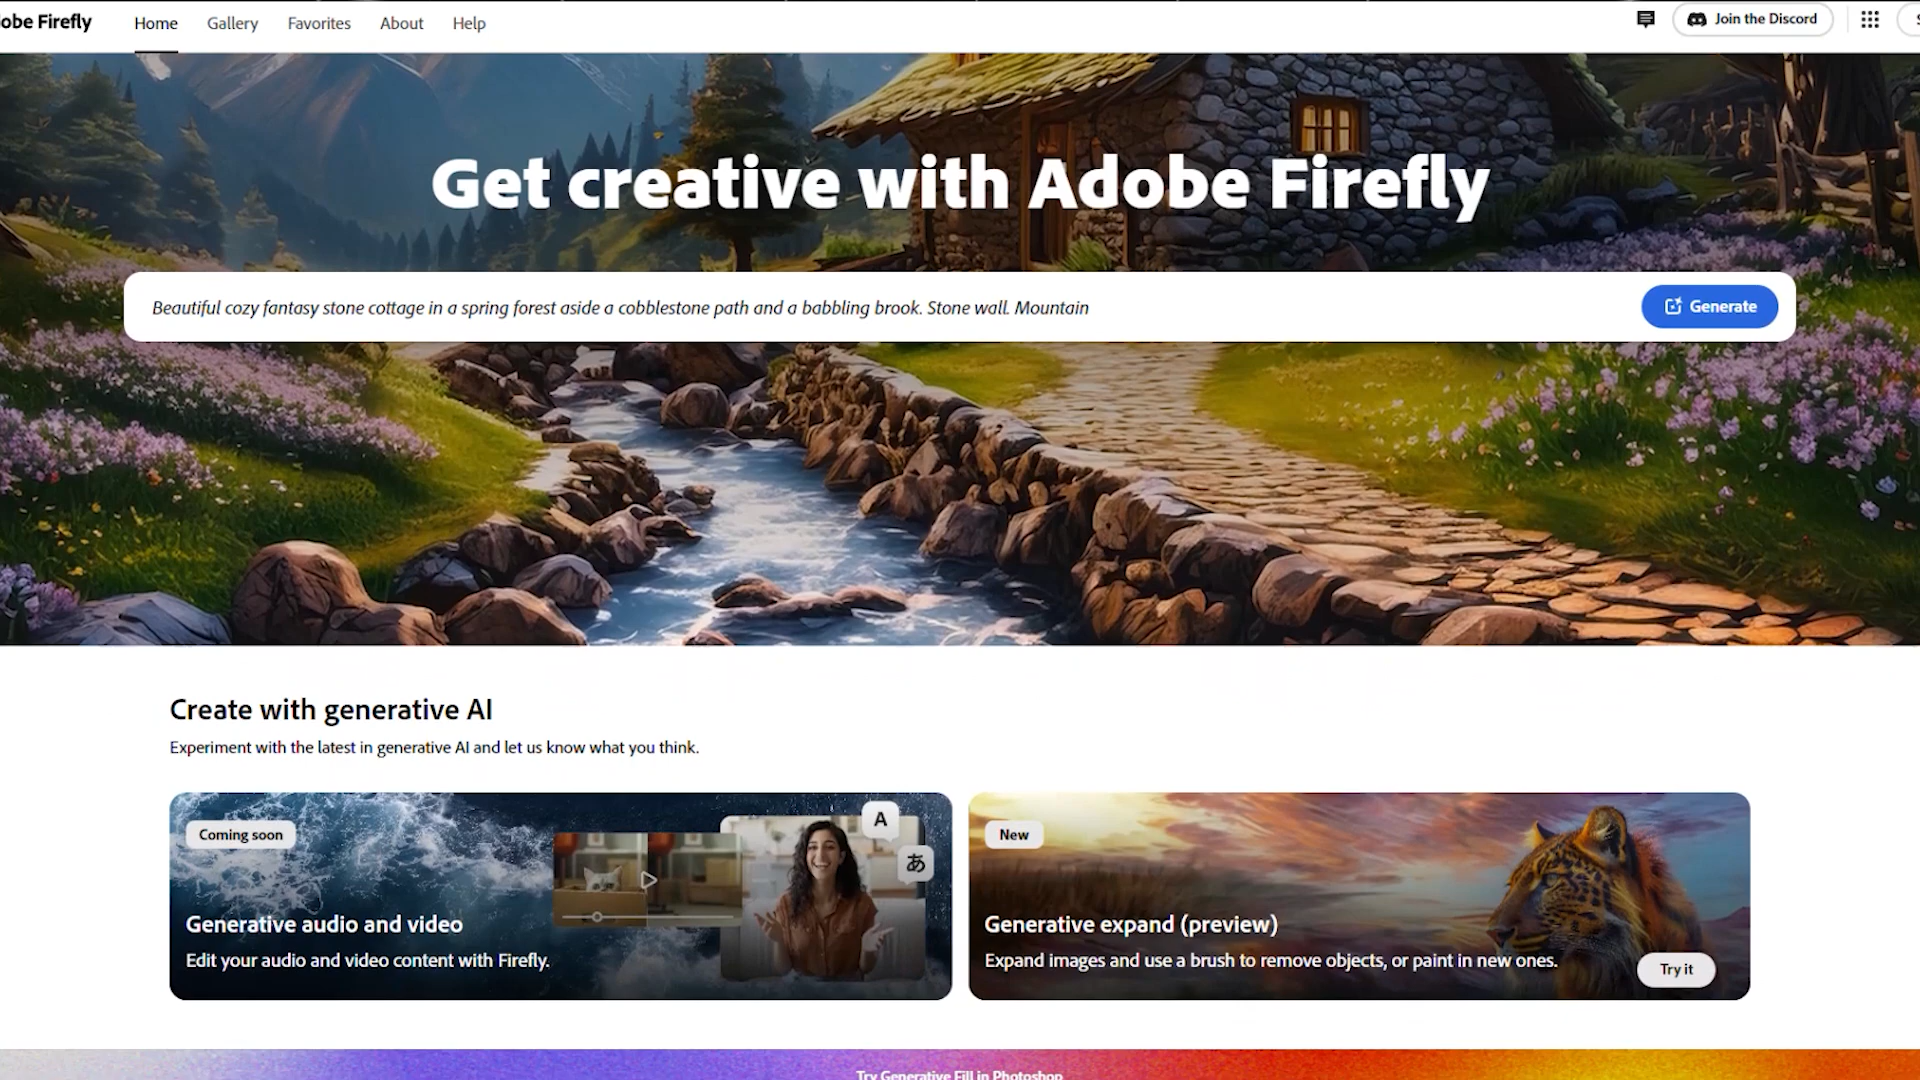 obe Firefly
Home
Gallery
Favorites
About
Help
Join the Discord
Get creative with Adobe Firefly
Beautiful cozy fantasy stone cottage in a spring forest aside a cobblestone path and a babbling brook. Stone wall. Mountain
Generate
Create with generative AI
Experiment with the latest in generative AI and let us know what you think.
Coming soon
A
あ
Generative audio and video
Edit your audio and video content with Firefly.
New
Generative expand (preview)
Expand images and use a brush to remove objects, or paint in new ones.
Try it
Try Generative Fill in Photoshop